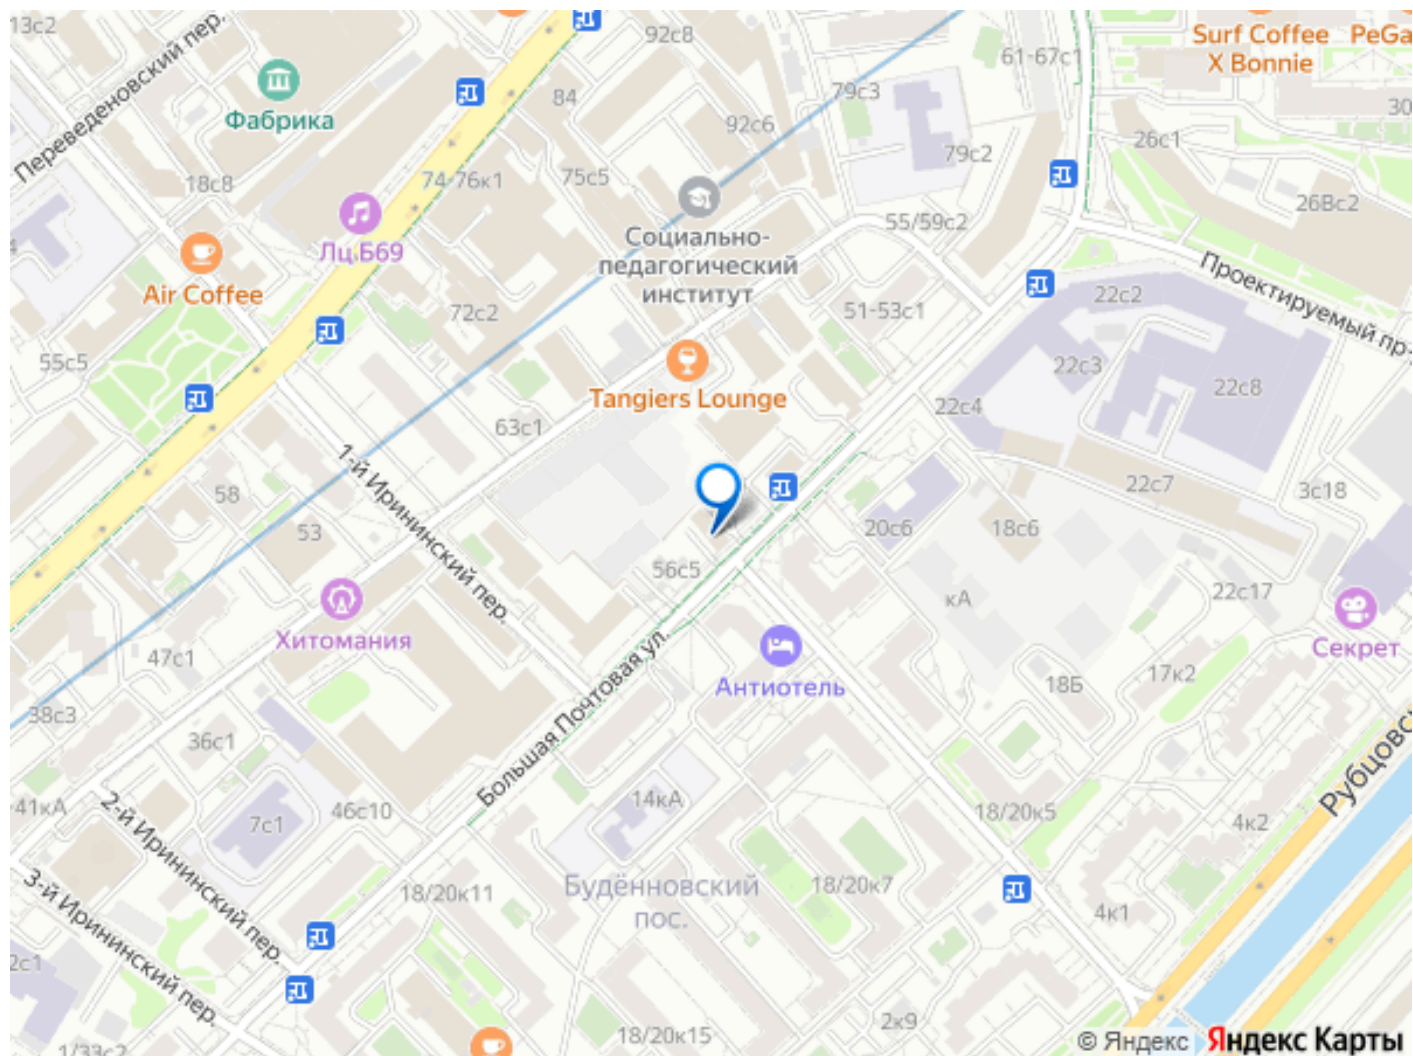 13с2
Переведеновский пер.
92с8
61-67с1
Surf Coffee
X Bonnie
PeGa
30
Фабрика
84
92с6
79с3
79с2
26с1
18с8
74-76к1
75с5
26Вс2
Лц Б69
Социально-
педагогический
институт
55/59с2
Проектируемый пр-
Air Coffee
72с2
51-53с1
22с2
22с3
22с8
55с5
Tangiers Lounge
22с4
63с1
1-й Ирининский пер.
58
53
22с7
3с18
20с6
18с6
56с5
кА
22с17
Хитомания
Секрет
47с1
Большая Почтовая ул.
Антиотель
17к2
18Б
38с3
36с1
Рубцовс
41кА
2-й Ирининский пер.
7с1
46с10
14кА
18/20к5
4к2
3-й Ирининский пер.
18/20к11
Будённовский
пос.
18/20к7
4к1
2с1
1/33с2
18/20к15
2к9
© Яндекс Яндекс Карты